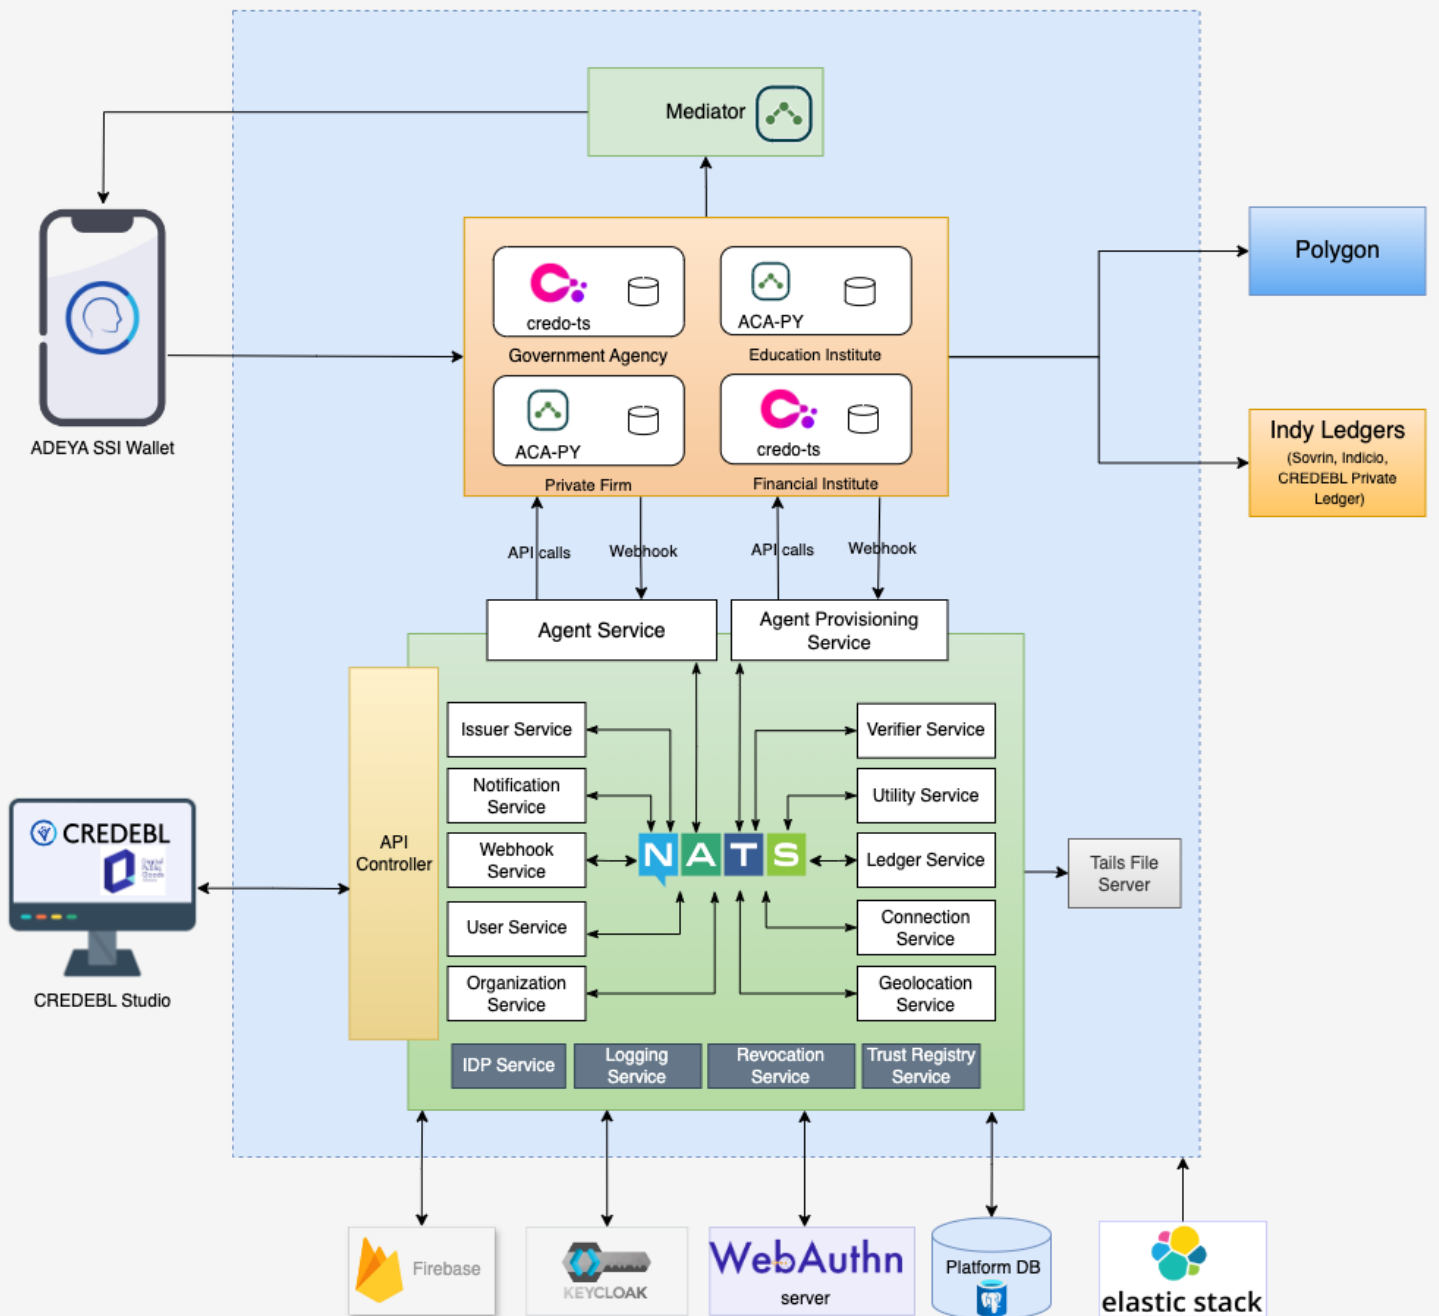 Mediator
credo-ts
Government Agency
ACA-PY
Education Institute
ACA-PY
Private Firm
credo-ts
Financial Institute
Polygon
Indy Ledgers
(Sovrin, Indicio,
CREDEBL Private
Ledger)
ADEYA SSI Wallet
API calls
Webhook
API calls
Webhook
Agent Service
Agent Provisioning
Service
API
Controller
Issuer Service
Notification
Service
Webhook
Service
User Service
Organization
Service
NATS
Verifier Service
Utility Service
Ledger Service
Connection
Service
Geolocation
Service
IDP Service
Logging
Service
Revocation
Service
Trust Registry
Service
Tails File
Server
CREDEBL
Digital
Public
Goods
CREDEBL Studio
Firebase
KEYCLOAK
WebAuthn
server
Platform DB
elastic stack